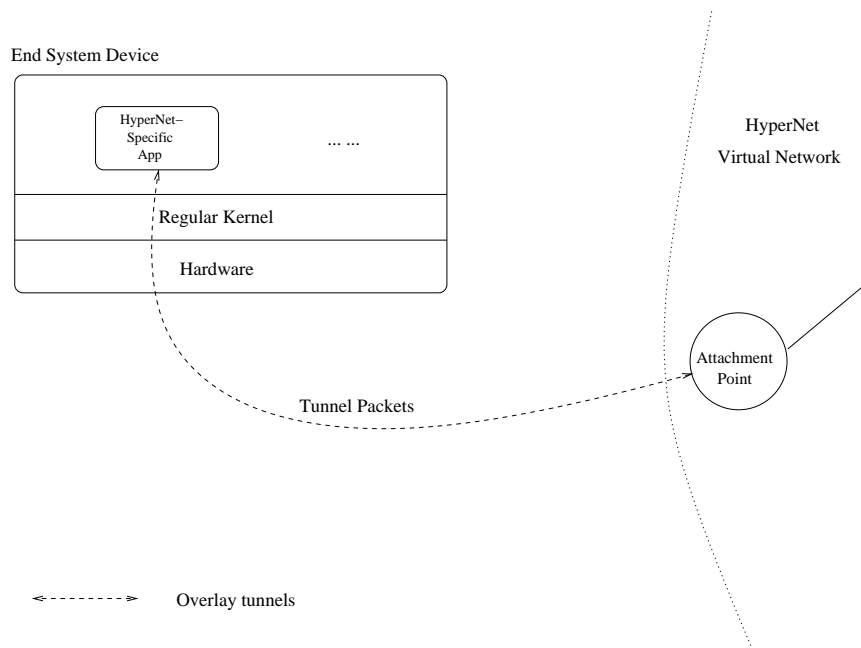 End System Device
HyperNet–
Specific
App
... ...
Regular Kernel
Hardware
HyperNet
Virtual Network
Attachment
Point
Tunnel Packets
Overlay tunnels